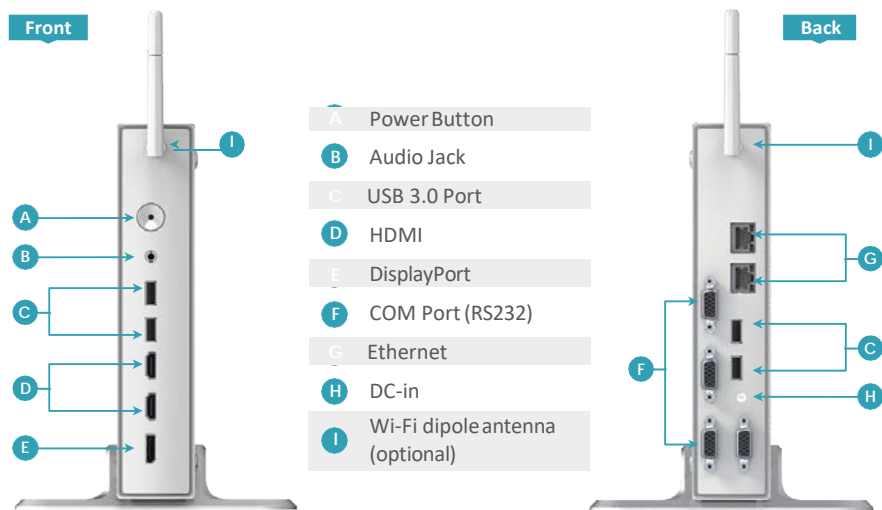 Front
Back
I
A
B
C
D
E
A Power Button
B Audio Jack
C USB 3.0 Port
D HDMI
E DisplayPort
F COM Port (RS232)
G Ethernet
H DC-in
I Wi-Fi dipole antenna
(optional)
I
G
F
C
H